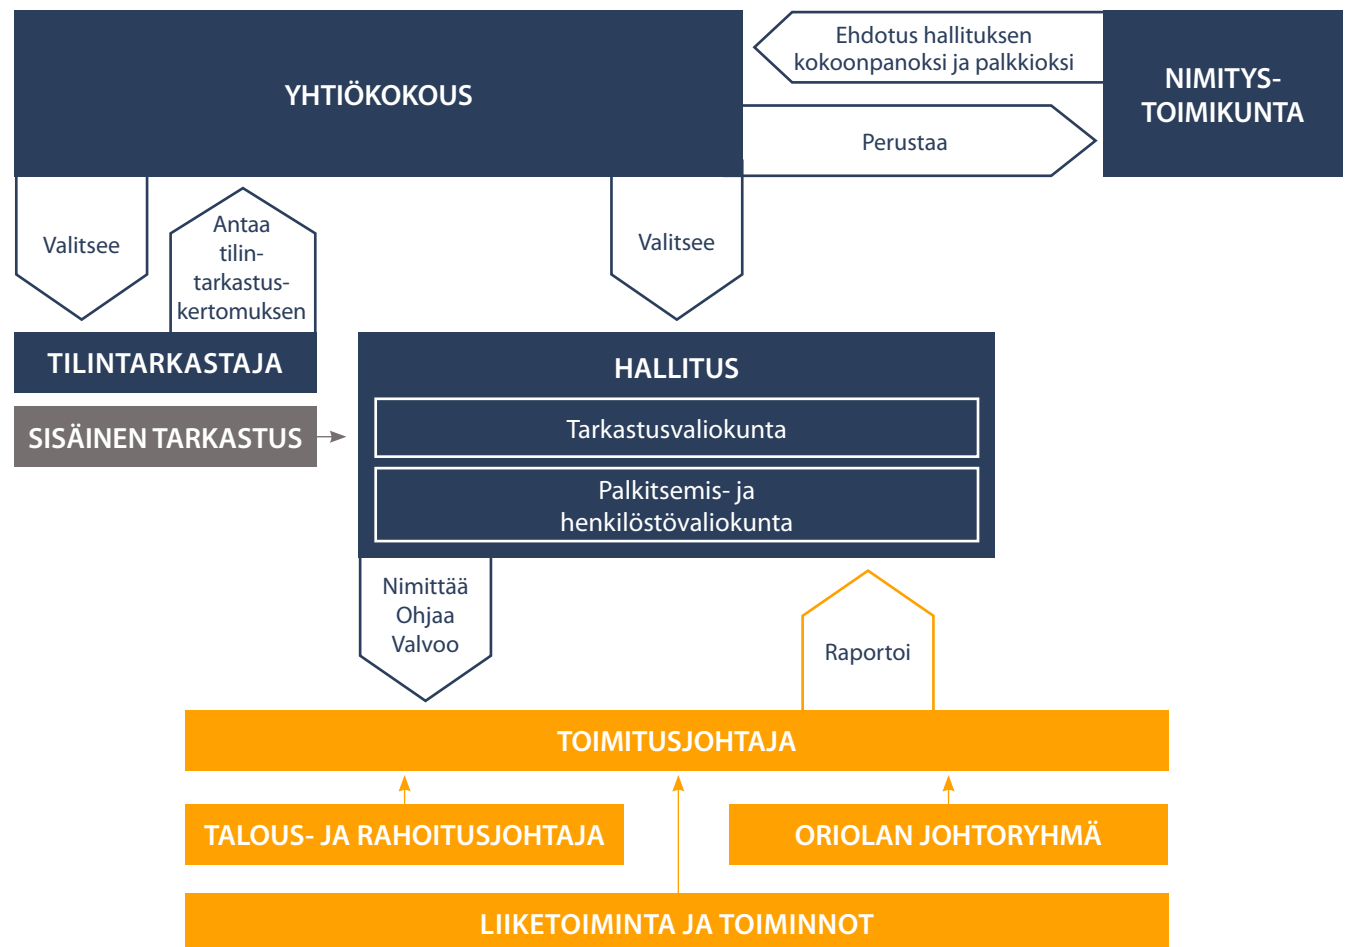 YHTIÖKOKOUS
Ehdotus hallituksen
kokoonpanoksi ja palkkioksi
NIMITYS-
TOIMIKUNTA
Perustaa
Valitsee
Antaa
tilin-
tarkastus-
kertomuksen
Valitsee
TILINTARKASTAJA
HALLITUS
SISÄINEN TARKASTUS
Tarkastusvaliokunta
Palkitsemis- ja
henkilöstövaliokunta
Nimittää
Ohjaa
Valvoo
Raportoi
TOIMITUSJOHTAJA
TALOUS- JA RAHOITUSJOHTAJA
ORIOLAN JOHTORYHMÄ
LIIKETOIMINTA JA TOIMINNOT